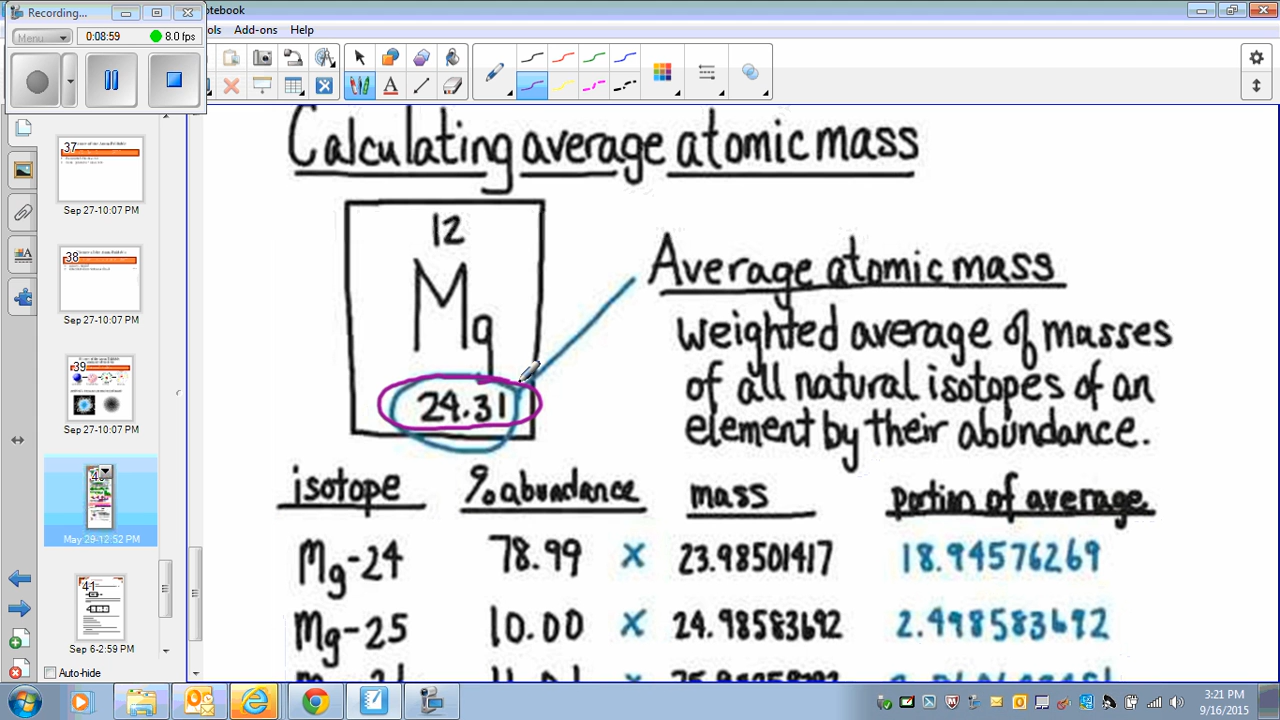 Recording...
Menu
0:08:59
8.0 fps
otebook
ols Add-ons Help
37
Sep 27-10:07 PM
38
Sep 27-10:07 PM
39
Sep 27-10:07 PM
May 29-12:52 PM
41
Sep 6-2:59 PM
Auto-hide
Calculating average atomic mass
12
Mg
24.31
Average atomic mass
weighted average of masses
of all natural isotopes of an
element by their abundance.
isotope % abundance mass portion of average
Mg-24 78.99 x 23.98501417 18.94576269
Mg-25 10.00 x 24.98583692 2.498583692
3:21 PM
9/16/2015